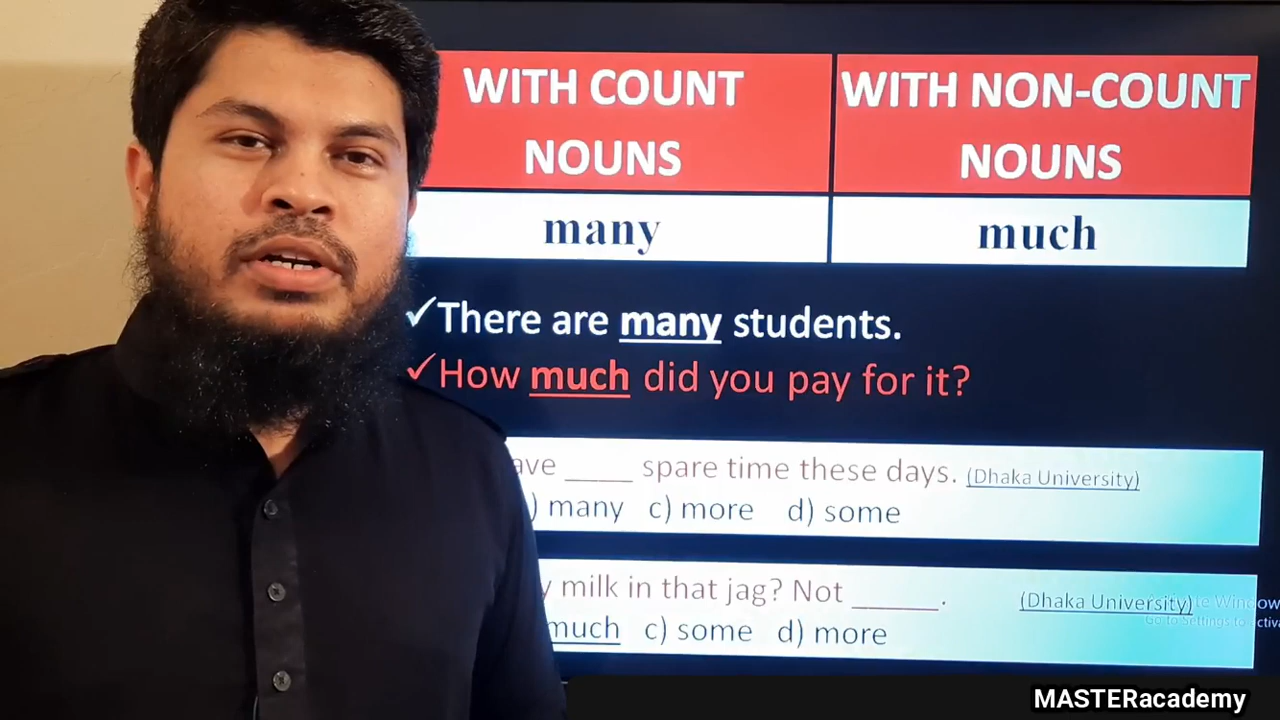 WITH COUNT NOUNS
WITH NON-COUNT NOUNS
many
much
✓There are many students.
✓How much did you pay for it?
ave _____ spare time these days. (Dhaka University)
) many c) more d) some
y milk in that jag? Not ______. (Dhaka University)
much c) some d) more
MASTERacademy